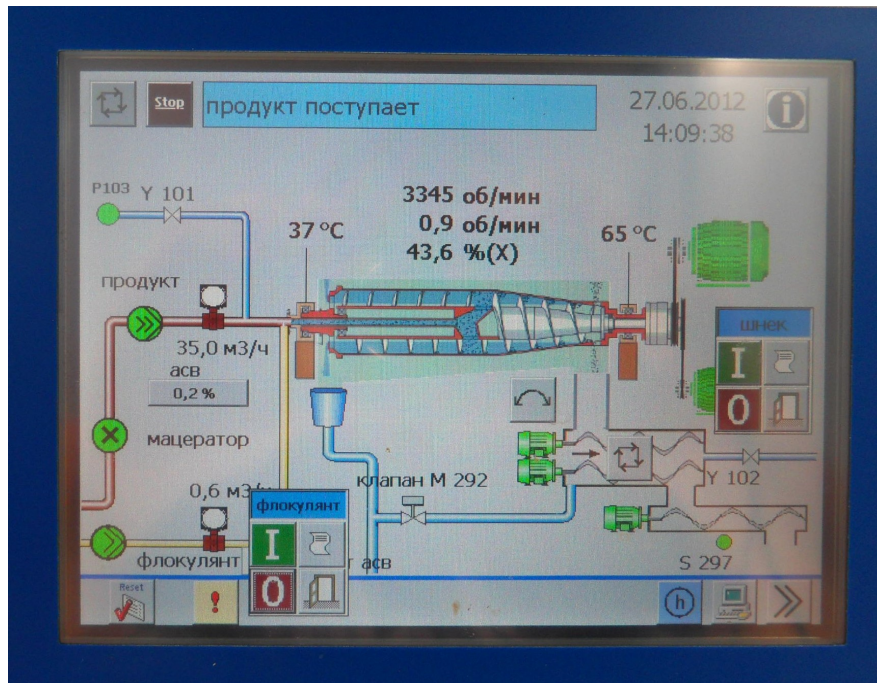 Stop
продукт поступает
27.06.2012
14:09:38
P103 Y 101
3345 об/мин
0,9 об/мин
43,6 %(X)
37 °C
65 °C
продукт
шнек
I
0
35,0 м3/ч
асв
0,2 %
мацератор
клапан М 292
Y 102
0,6 м3/
флокулянт
I
0
флокулянт
асв
S 297
Reset
!
h